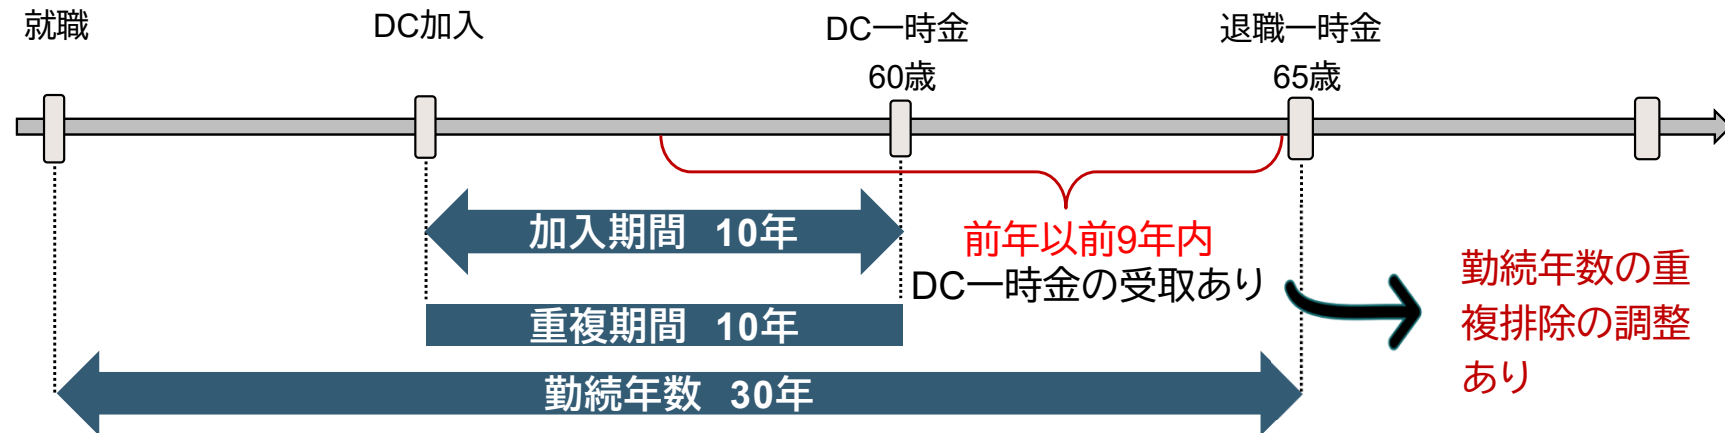 就職
DC加入
DC一時金
60歳
退職一時金
65歳
加入期間　10年
前年以前9年内
DC一時金の受取あり
勤続年数の重
複排除の調整
あり
重複期間　10年
勤続年数　30年